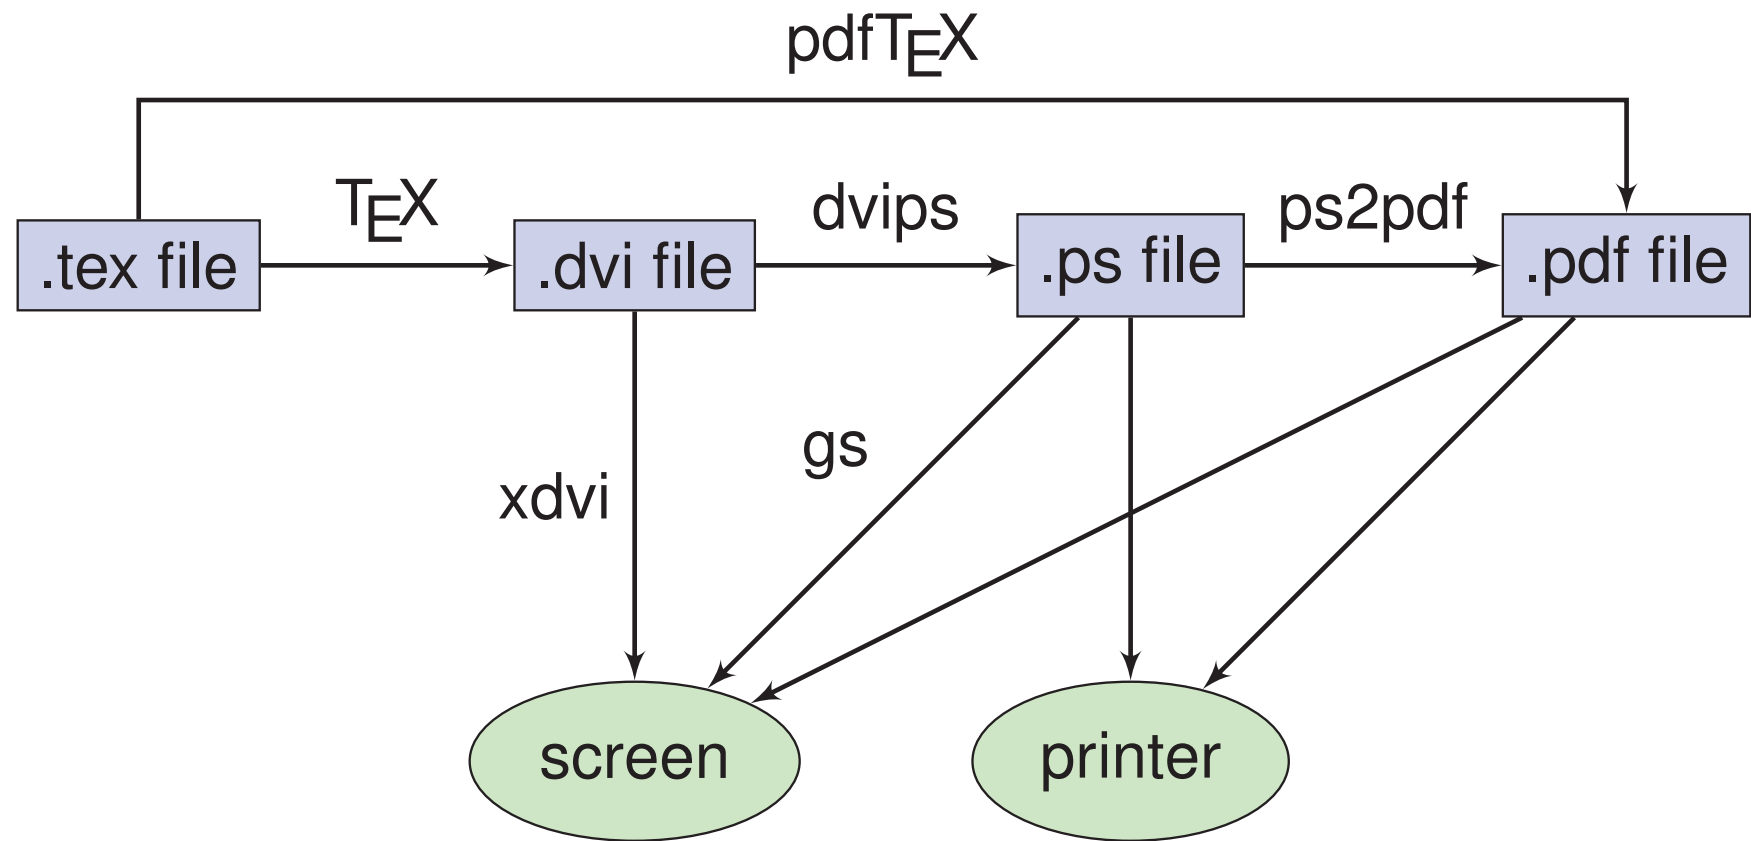 pdfTEX
TEX
dvips
ps2pdf
.tex file
.dvi file
.ps file
.pdf file
gs
xdvi
screen
printer